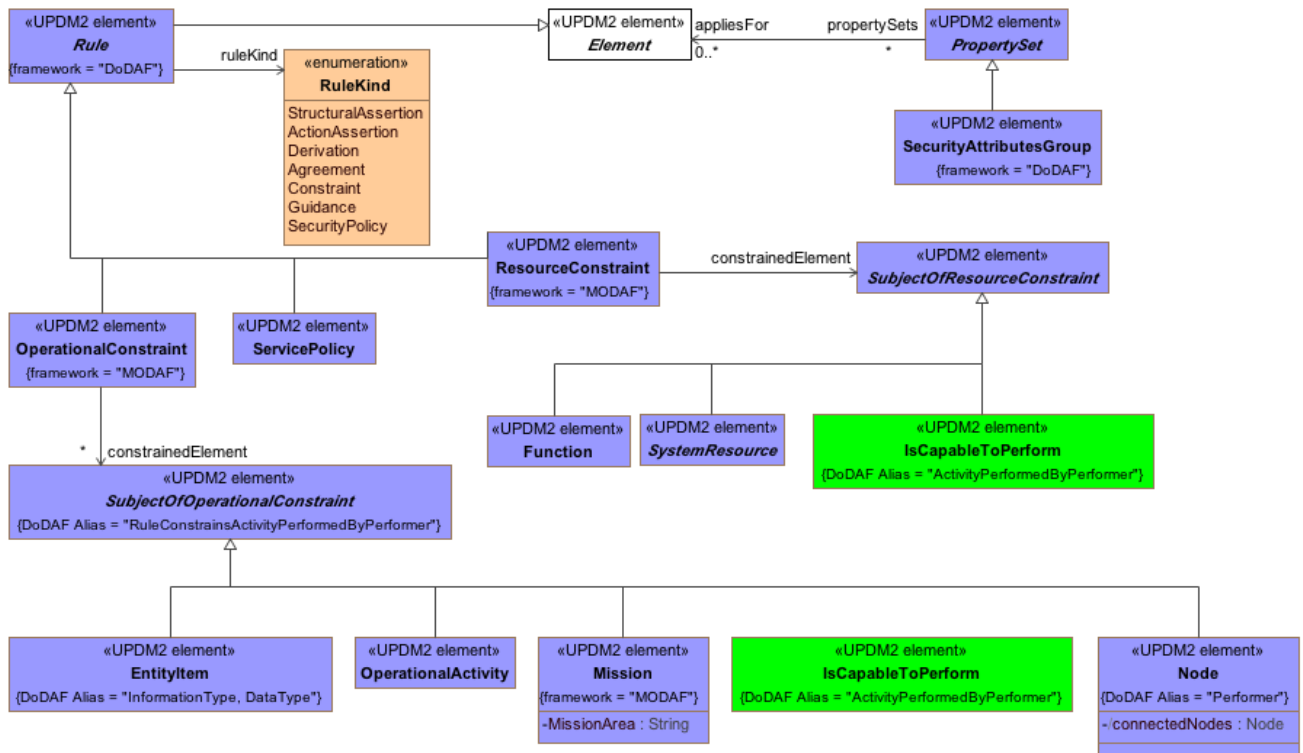 «UPDM2 element»
Rule
{framework = "DoDAF"}
ruleKind
«enumeration»
RuleKind
StructuralAssertion
ActionAssertion
Derivation
Agreement
Constraint
Guidance
SecurityPolicy
«UPDM2 element»
Element
appliesFor
0..*
propertySets
*
«UPDM2 element»
PropertySet
«UPDM2 element»
SecurityAttributesGroup
{framework = "DoDAF"}
«UPDM2 element»
ResourceConstraint
{framework = "MODAF"}
constrainedElement
«UPDM2 element»
SubjectOfResourceConstraint
«UPDM2 element»
OperationalConstraint
{framework = "MODAF"}
«UPDM2 element»
ServicePolicy
«UPDM2 element»
Function
«UPDM2 element»
SystemResource
«UPDM2 element»
IsCapableToPerform
{DoDAF Alias = "ActivityPerformedByPerformer"}
*
constrainedElement
«UPDM2 element»
SubjectOfOperationalConstraint
{DoDAF Alias = "RuleConstrainsActivityPerformedByPerformer"}
«UPDM2 element»
EntityItem
{DoDAF Alias = "InformationType, DataType"}
«UPDM2 element»
OperationalActivity
«UPDM2 element»
Mission
{framework = "MODAF"}
-MissionArea : String
«UPDM2 element»
IsCapableToPerform
{DoDAF Alias = "ActivityPerformedByPerformer"}
«UPDM2 element»
Node
{DoDAF Alias = "Performer"}
-/connectedNodes : Node